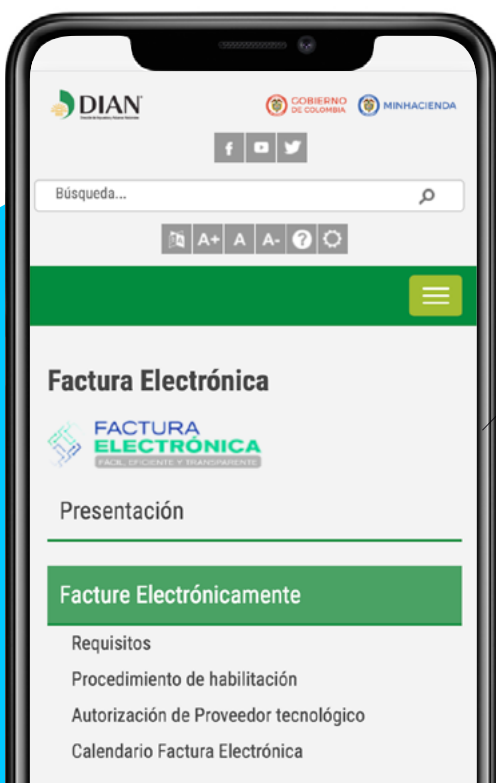 DIAN
GOBIERNO
DE COLOMBIA
MINHACIENDA
Búsqueda...
A+ A A- ?
Factura Electrónica
FACTURA
ELECTRÓNICA
FÁCIL, EFICIENTE Y TRANSPARENTE
Presentación
Facture Electrónicamente
Requisitos
Procedimiento de habilitación
Autorización de Proveedor tecnológico
Calendario Factura Electrónica